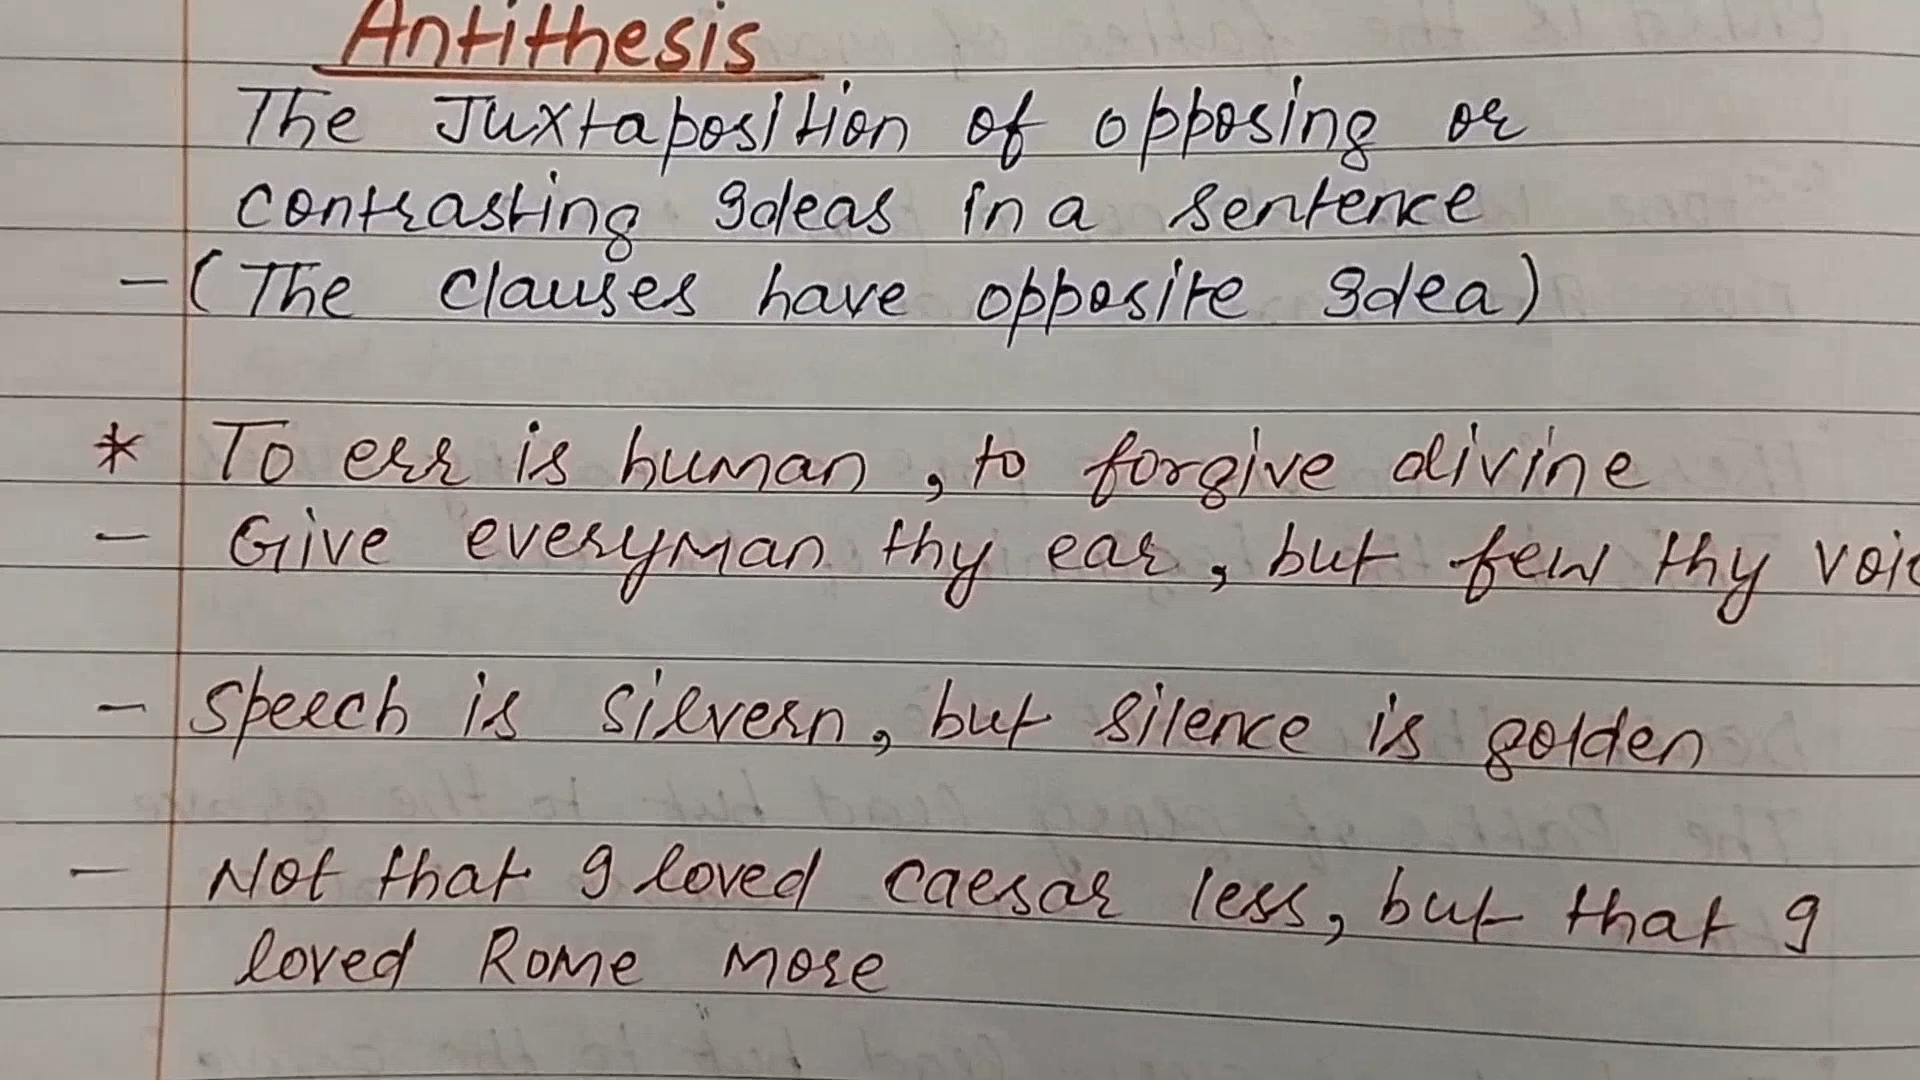 Antithesis
The Juxtaposition of opposing or
contrasting Ideas in a sentence
- (The clauses have opposite Idea)
* To err is human, to forgive divine
- Give everyman thy ear, but few thy
- Speech is silvern, but silence is golden
- Not that I loved caesar less, but that I
loved Rome more